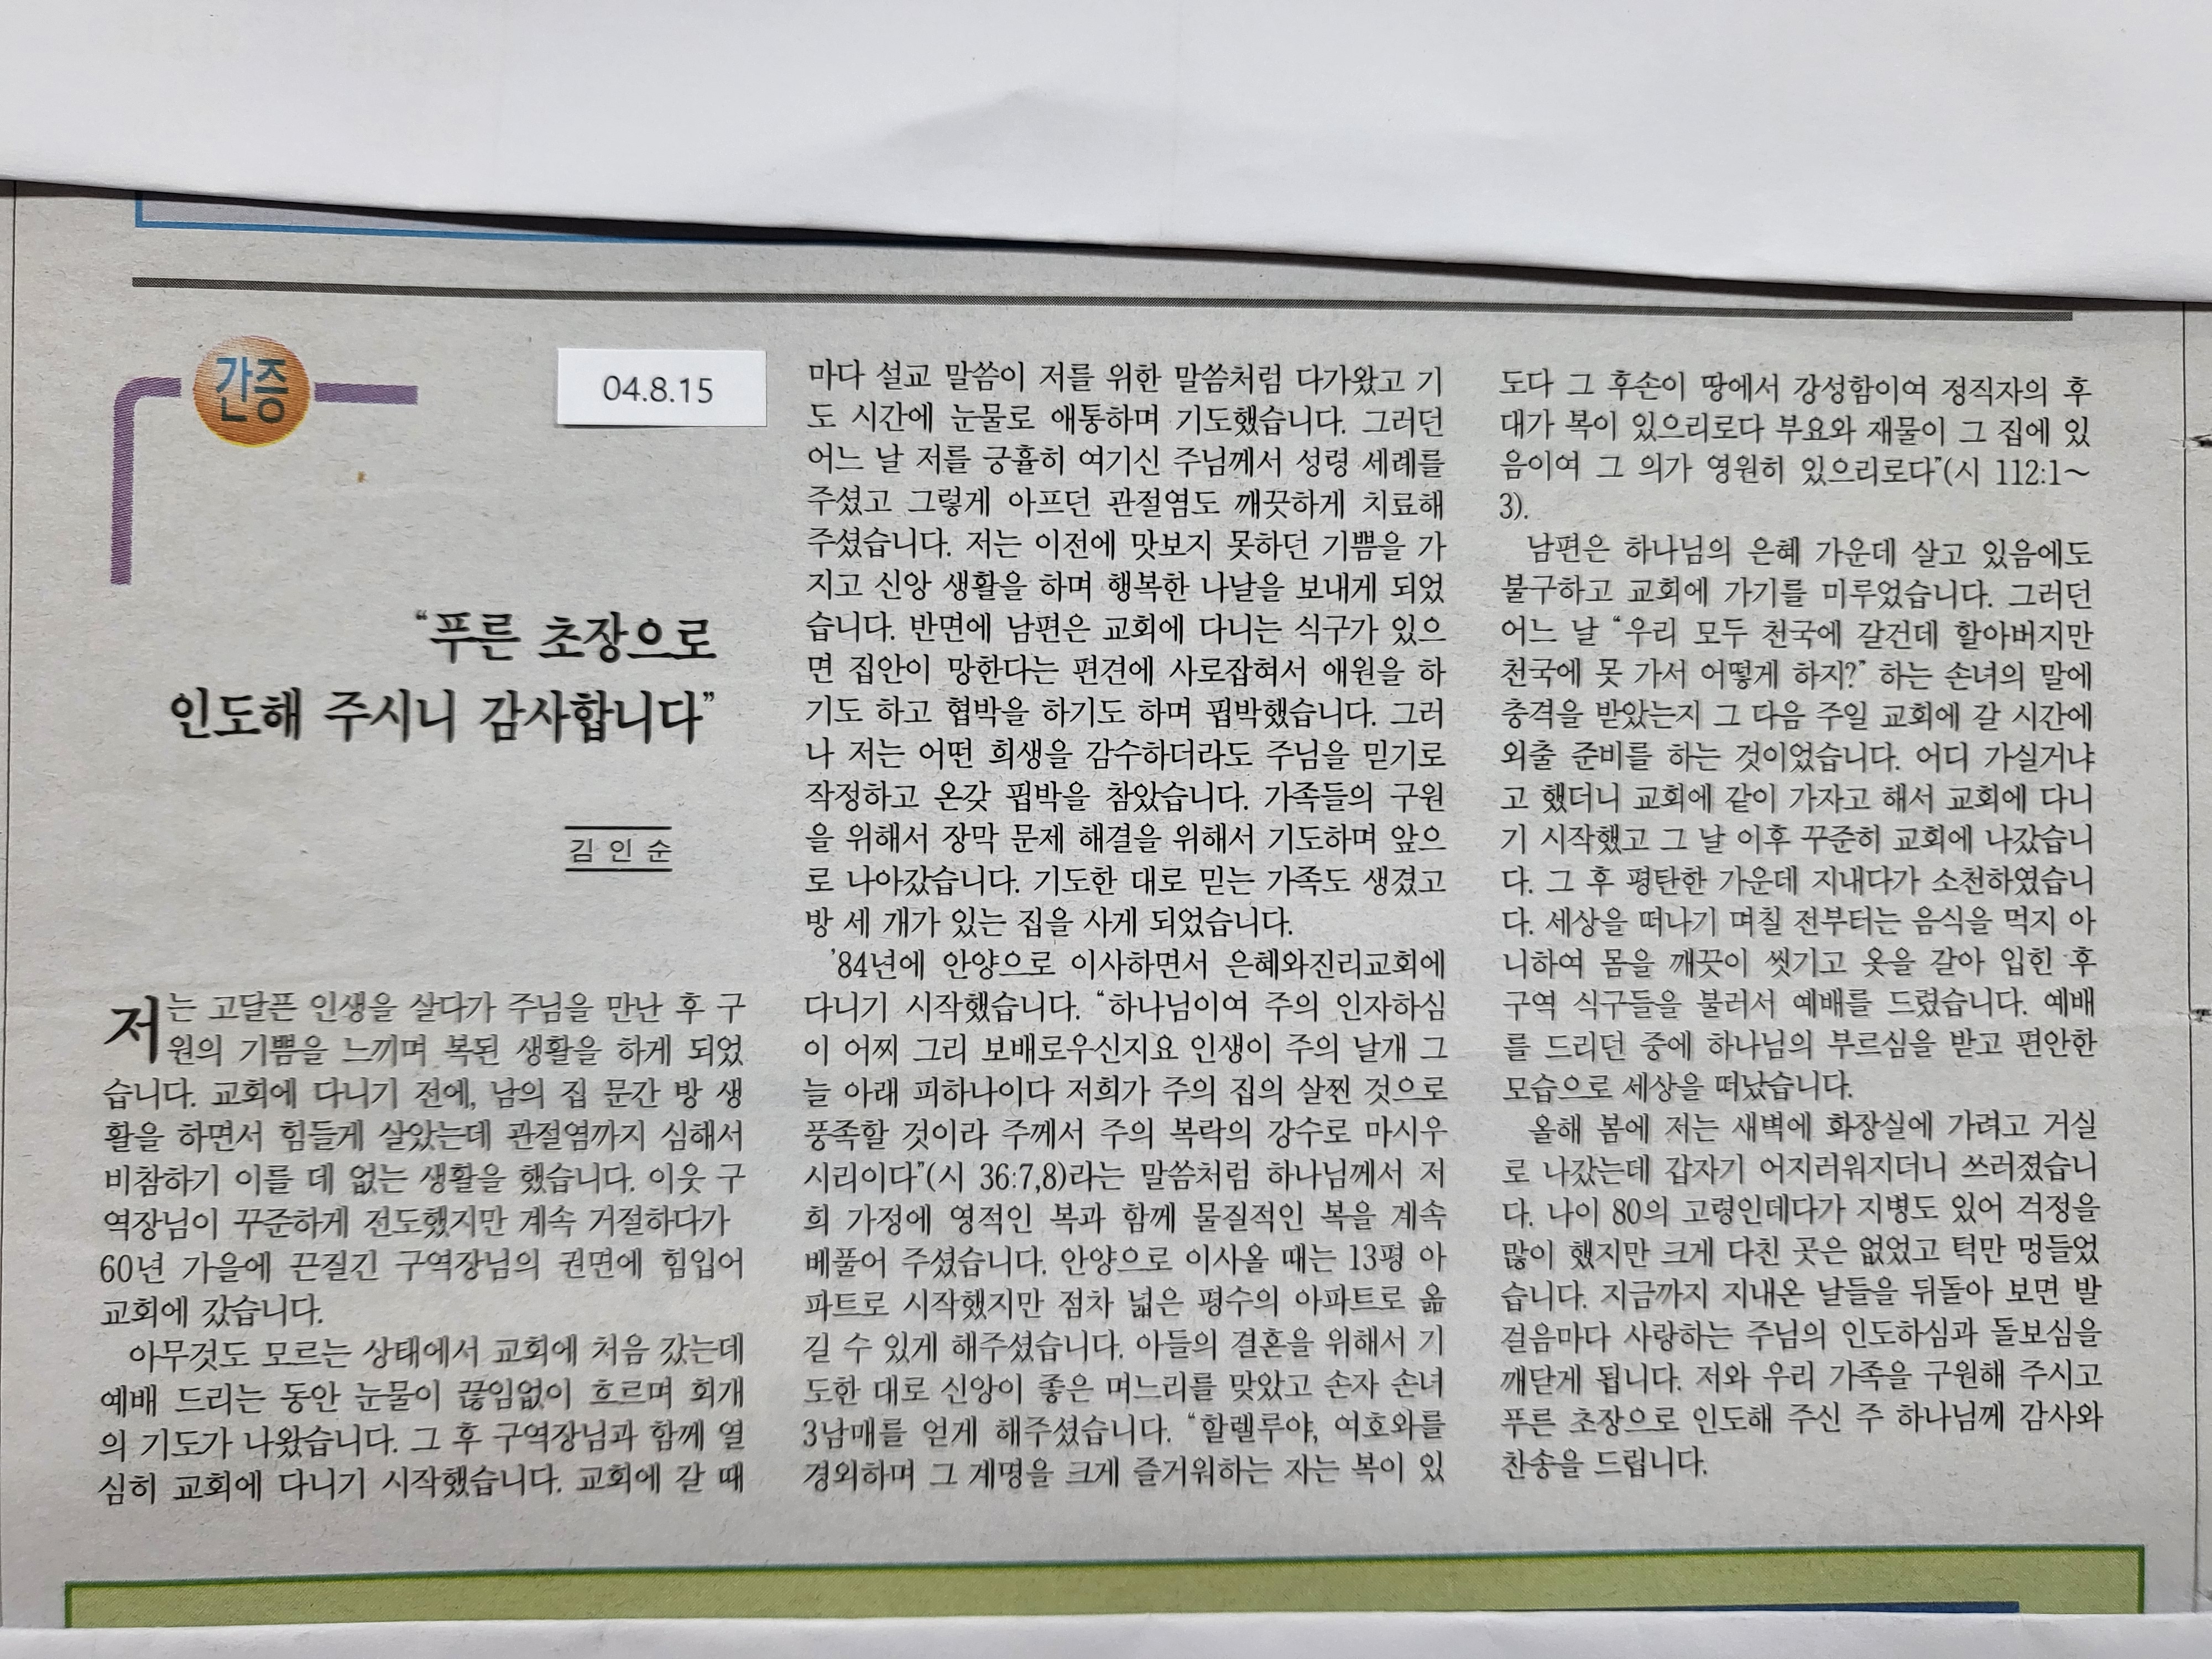 간증
04.8.15
“푸른 초장으로
인도해 주시니 감사합니다”
김 인 순
저는 고달픈 인생을 살다가 주님을 만난 후 구
원의 기쁨을 느끼며 복된 생활을 하게 되었
습니다. 교회에 다니기 전에, 남의 집 문간 방 생
활을 하면서 힘들게 살았는데 관절염까지 심해서
비참하기 이를 데 없는 생활을 했습니다. 이웃 구
역장님이 꾸준하게 전도했지만 계속 거절하다가
60년 가을에 끈질긴 구역장님의 권면에 힘입어
교회에 갔습니다.
아무것도 모르는 상태에서 교회에 처음 갔는데
예배 드리는 동안 눈물이 끊임없이 흐르며 회개
의 기도가 나왔습니다. 그 후 구역장님과 함께 열
심히 교회에 다니기 시작했습니다. 교회에 갈 때
마다 설교 말씀이 저를 위한 말씀처럼 다가왔고 기
도 시간에 눈물로 애통하며 기도했습니다. 그러던
어느 날 저를 긍휼히 여기신 주님께서 성령 세례를
주셨고 그렇게 아프던 관절염도 깨끗하게 치료해
주셨습니다. 저는 이전에 맛보지 못하던 기쁨을 가
지고 신앙 생활을 하며 행복한 나날을 보내게 되었
습니다. 반면에 남편은 교회에 다니는 식구가 있으
면 집안이 망한다는 편견에 사로잡혀서 애원을 하
기도 하고 협박을 하기도 하며 핍박했습니다. 그러
나 저는 어떤 희생을 감수하더라도 주님을 믿기로
작정하고 온갖 핍박을 참았습니다. 가족들의 구원
을 위해서 장막 문제 해결을 위해서 기도하며 앞으
로 나아갔습니다. 기도한 대로 믿는 가족도 생겼고
방 세 개가 있는 집을 사게 되었습니다.
’84년에 안양으로 이사하면서 은혜와진리교회에
다니기 시작했습니다. “하나님이여 주의 인자하심
이 어찌 그리 보배로우신지요 인생이 주의 날개 그
늘 아래 피하나이다 저희가 주의 집의 살찐 것으로
풍족할 것이라 주께서 주의 복락의 강수로 마시우
시리이다”(시 36:7,8)라는 말씀처럼 하나님께서 저
희 가정에 영적인 복과 함께 물질적인 복을 계속
베풀어 주셨습니다. 안양으로 이사올 때는 13평 아
파트로 시작했지만 점차 넓은 평수의 아파트로 옮
길 수 있게 해주셨습니다. 아들의 결혼을 위해서 기
도한 대로 신앙이 좋은 며느리를 맞았고 손자 손녀
3남매를 얻게 해주셨습니다. “할렐루야, 여호와를
경외하며 그 계명을 크게 즐거워하는 자는 복이 있
도다 그 후손이 땅에서 강성함이여 정직자의 후
대가 복이 있으리로다 부요와 재물이 그 집에 있
음이여 그 의가 영원히 있으리로다”(시 112:1～
3).
남편은 하나님의 은혜 가운데 살고 있음에도
불구하고 교회에 가기를 미루었습니다. 그러던
어느 날 “우리 모두 천국에 갈건데 할아버지만
천국에 못 가서 어떻게 하지?” 하는 손녀의 말에
충격을 받았는지 그 다음 주일 교회에 갈 시간에
외출 준비를 하는 것이었습니다. 어디 가실거냐
고 했더니 교회에 같이 가자고 해서 교회에 다니
기 시작했고 그 날 이후 꾸준히 교회에 나갔습니
다. 그 후 평탄한 가운데 지내다가 소천하였습니
다. 세상을 떠나기 며칠 전부터는 음식을 먹지 아
니하여 몸을 깨끗이 씻기고 옷을 갈아 입힌 후
구역 식구들을 불러서 예배를 드렸습니다. 예배
를 드리던 중에 하나님의 부르심을 받고 편안한
모습으로 세상을 떠났습니다.
올해 봄에 저는 새벽에 화장실에 가려고 거실
로 나갔는데 갑자기 어지러워지더니 쓰러졌습니
다. 나이 80의 고령인데다가 지병도 있어 걱정을
많이 했지만 크게 다친 곳은 없었고 턱만 멍들었
습니다. 지금까지 지내온 날들을 뒤돌아 보면 발
걸음마다 사랑하는 주님의 인도하심과 돌보심을
깨닫게 됩니다. 저와 우리 가족을 구원해 주시고
푸른 초장으로 인도해 주신 주 하나님께 감사와
찬송을 드립니다.